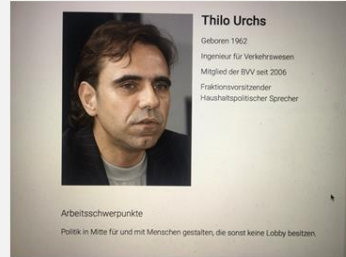 Thilo Urchs
Geboren 1962
Ingenieur für Verkehrswesen
Mitglied der BVV seit 2006
Fraktionsvorsitzender
Haushaltspolitischer Sprecher
Arbeitsschwerpunkte
Politik in Mitte für und mit Menschen gestalten, die sonst keine Lobby besitzen.